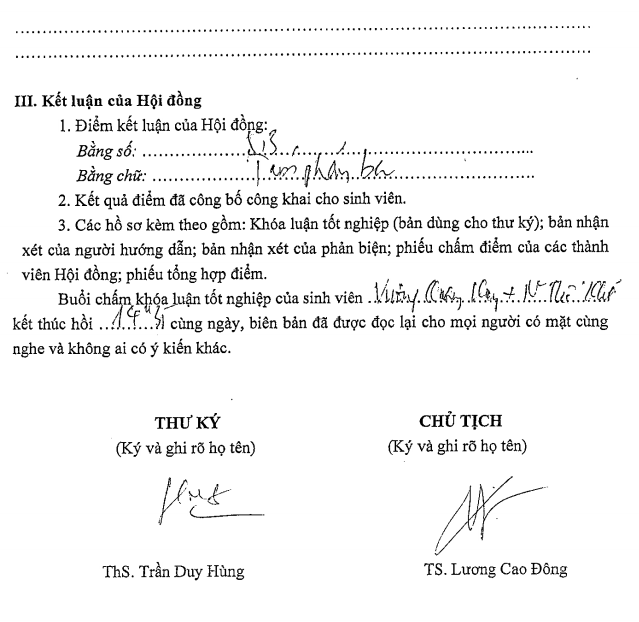 III. Kết luận của Hội đồng
1. Điểm kết luận của Hội đồng:
Bằng số: 8,3
Bằng chữ: Tám phẩy ba
2. Kết quả điểm đã công bố công khai cho sinh viên.
3. Các hồ sơ kèm theo gồm: Khóa luận tốt nghiệp (bản dùng cho thư ký); bản nhận
xét của người hướng dẫn; bản nhận xét của phản biện; phiếu chấm điểm của các thành
viên Hội đồng; phiếu tổng hợp điểm.
Buổi chấm khóa luận tốt nghiệp của sinh viên
kết thúc hồi cùng ngày, biên bản đã được đọc lại cho mọi người có mặt cùng
nghe và không ai có ý kiến khác.
THƯ KÝ CHỦ TỊCH
(Ký và ghi rõ họ tên) (Ký và ghi rõ họ tên)
ThS. Trần Duy Hùng TS. Lương Cao Đông